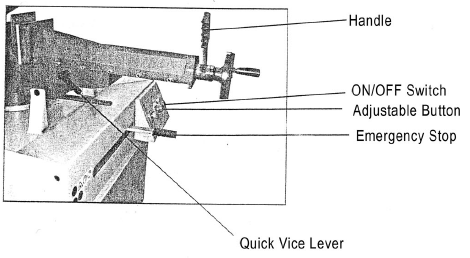 Handle
ON/OFF Switch
Adjustable Button
Emergency Stop
Quick Vice Lever